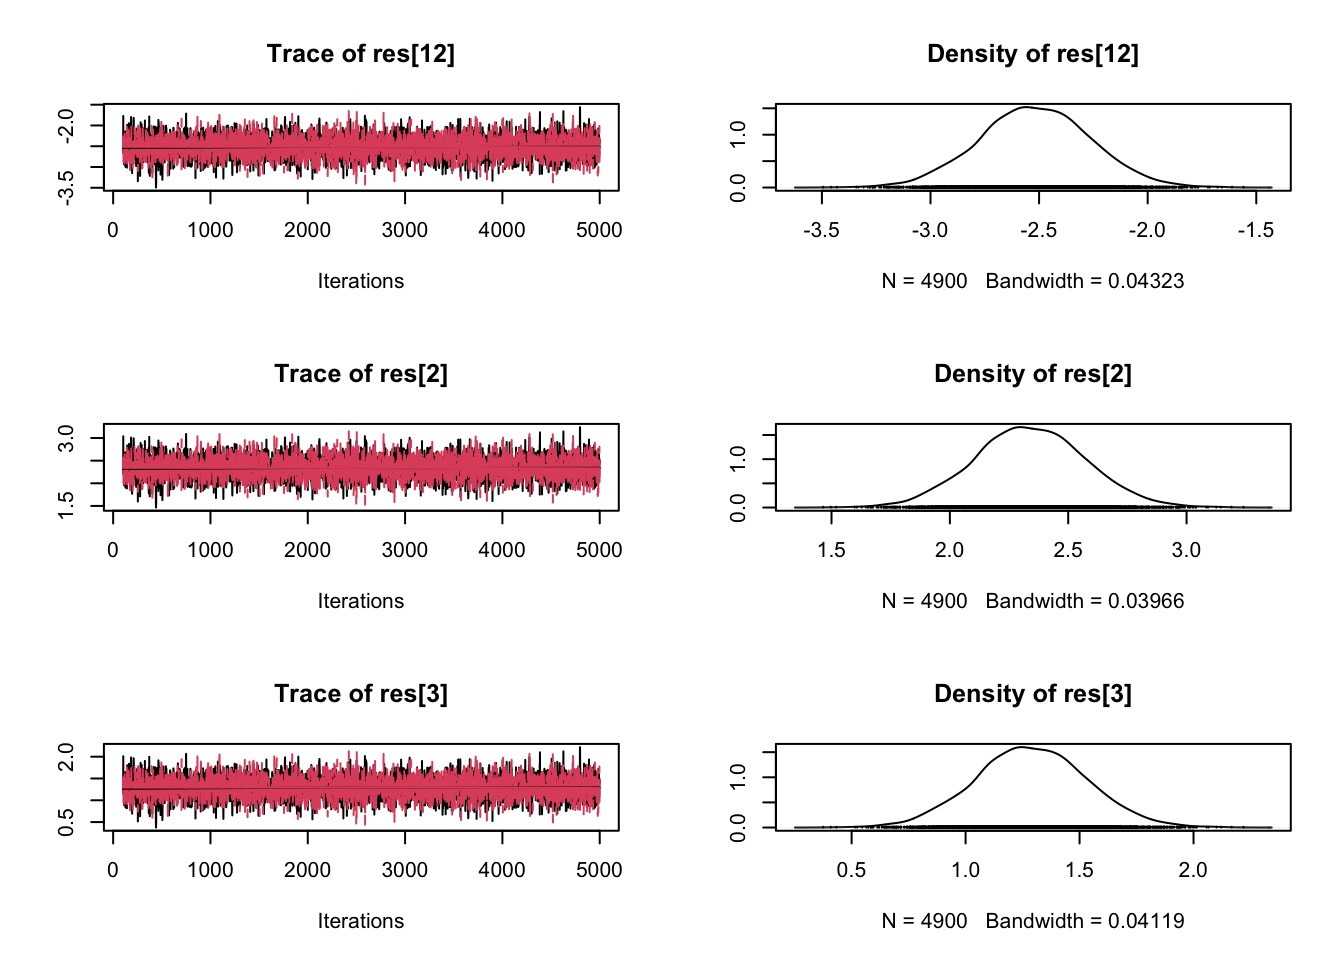 Trace of res[12]
-2.0
-3.5
0 1000 2000 3000 4000 5000
Iterations
Density of res[12]
1.0
0.0
-3.5 -3.0 -2.5 -2.0 -1.5
N = 4900 Bandwidth = 0.04323
Trace of res[2]
3.0
1.5
0 1000 2000 3000 4000 5000
Iterations
Density of res[2]
1.0
0.0
1.5 2.0 2.5 3.0
N = 4900 Bandwidth = 0.03966
Trace of res[3]
2.0
0.5
0 1000 2000 3000 4000 5000
Iterations
Density of res[3]
1.0
0.0
0.5 1.0 1.5 2.0
N = 4900 Bandwidth = 0.04119